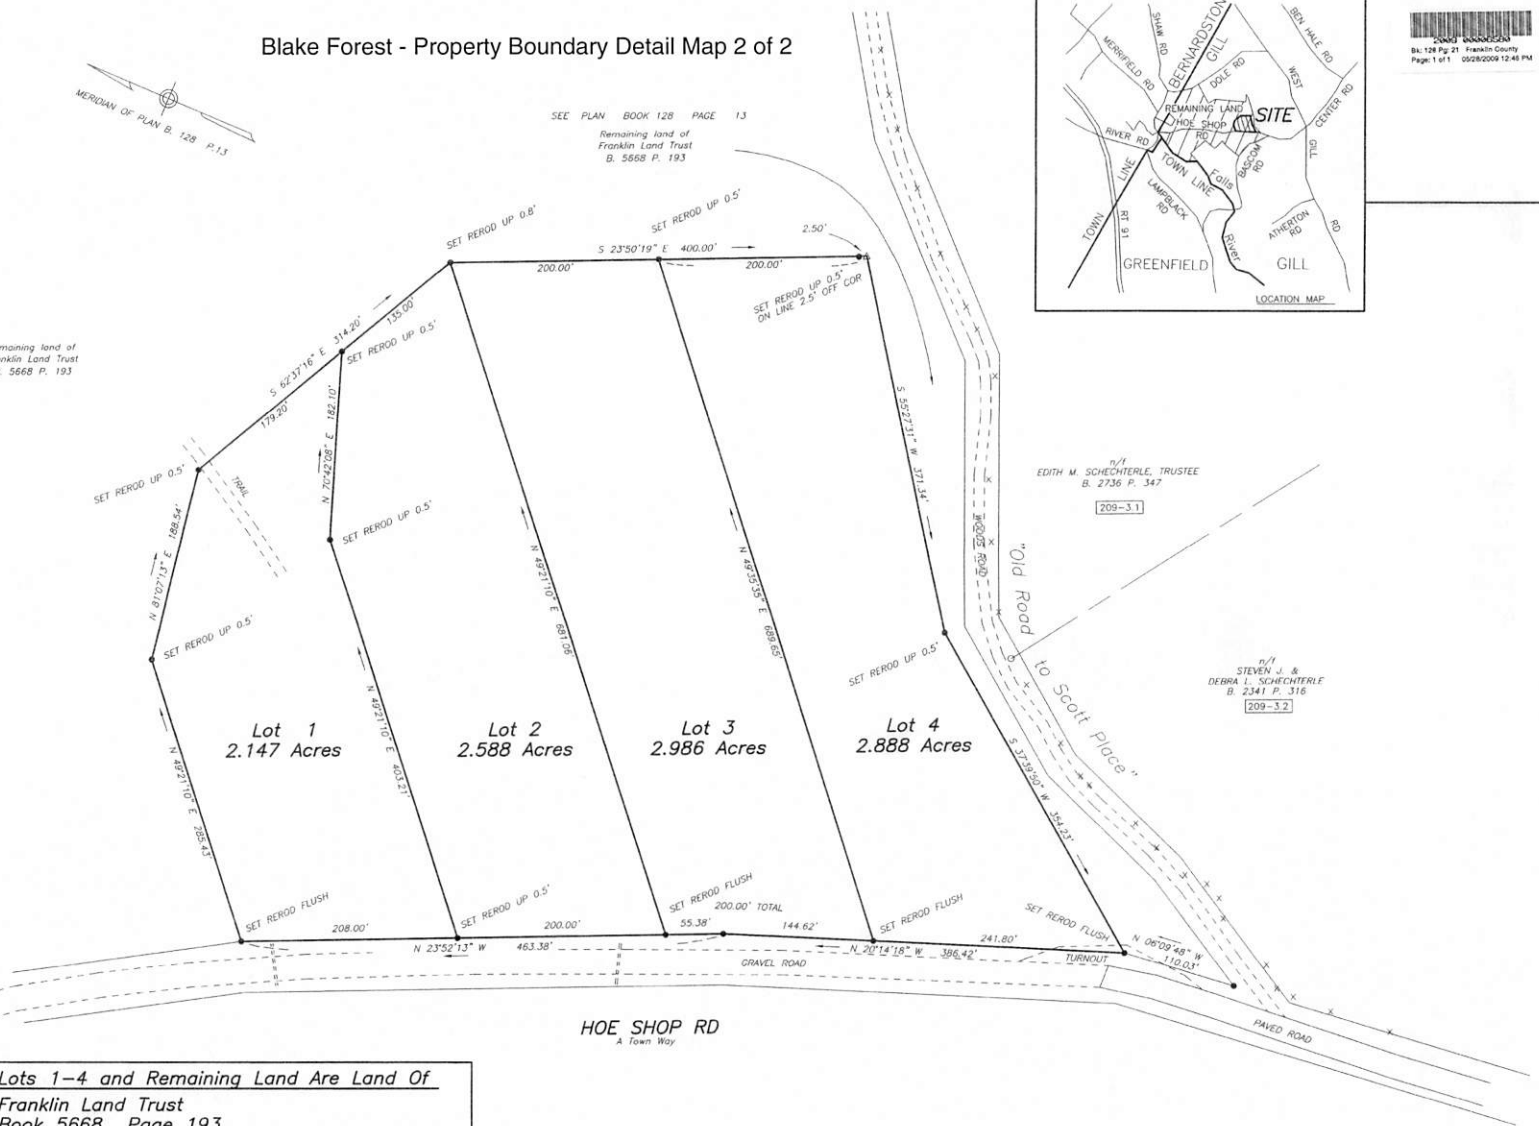 Blake Forest - Property Boundary Detail Map 2 of 2
MERIDIAN OF PLAN B. 128 P.13
SEE PLAN BOOK 128 PAGE 13
Remaining land of
Franklin Land Trust
B. 5668 P. 193
SHAW RD
MERRIFIELD RD
BERNARDSTON
GILL
DOLE RD
BEN HALE RD
WEST
CENTER RD
REMAINING LAND
HOE SHOP
RD
SITE
RIVER RD
TOWN LINE
TOWN LINE
LAMPBLACK
RD
Falls
River
BASCOM
RD
GILL
RD
ATHERTON
RD
RT 91
GREENFIELD
GILL
LOCATION MAP
Bk: 128 Pg: 21 Franklin County
Page: 1 of 1 05/28/2009 12:46 PM
maining land of
nklin Land Trust
5668 P. 193
SET REROD UP 0.8'
SET REROD UP 0.5'
S 23°50'19" E 400.00'
200.00'
200.00'
2.50'
SET REROD UP 0.5'
ON LINE 2.5' OFF COR
S 62°37'16" E 314.20'
135.00'
179.20'
SET REROD UP 0.5'
SET REROD UP 0.5'
TRAIL
N 70°42'08" E 182.10'
SET REROD UP 0.5'
N 81°07'13" E 188.54'
SET REROD UP 0.5'
N 49°21'10" E 285.43'
N 49°21'10" E 403.21'
N 49°21'10" E 681.06'
N 49°35'35" E 689.65'
S 55°27'31" W 371.34'
SET REROD UP 0.5'
S 37°39'50" W 354.23'
WOODS ROAD
"Old Road to Scott Place"
n/f
EDITH M. SCHECHTERLE, TRUSTEE
B. 2736 P. 347
209-3.1
n/f
STEVEN J. &
DEBRA L. SCHECHTERLE
B. 2341 P. 316
209-3.2
Lot 1
2.147 Acres
Lot 2
2.588 Acres
Lot 3
2.986 Acres
Lot 4
2.888 Acres
SET REROD FLUSH
SET REROD UP 0.5'
SET REROD FLUSH
SET REROD FLUSH
SET REROD FLUSH
208.00'
200.00'
200.00' TOTAL
55.38'
144.62'
241.80'
N 23°52'13" W 463.38'
N 20°14'18" W 386.42'
N 06°09'48" W
110.03'
GRAVEL ROAD
TURNOUT
PAVED ROAD
HOE SHOP RD
A Town Way
Lots 1-4 and Remaining Land Are Land Of
Franklin Land Trust
Book 5668 Page 193